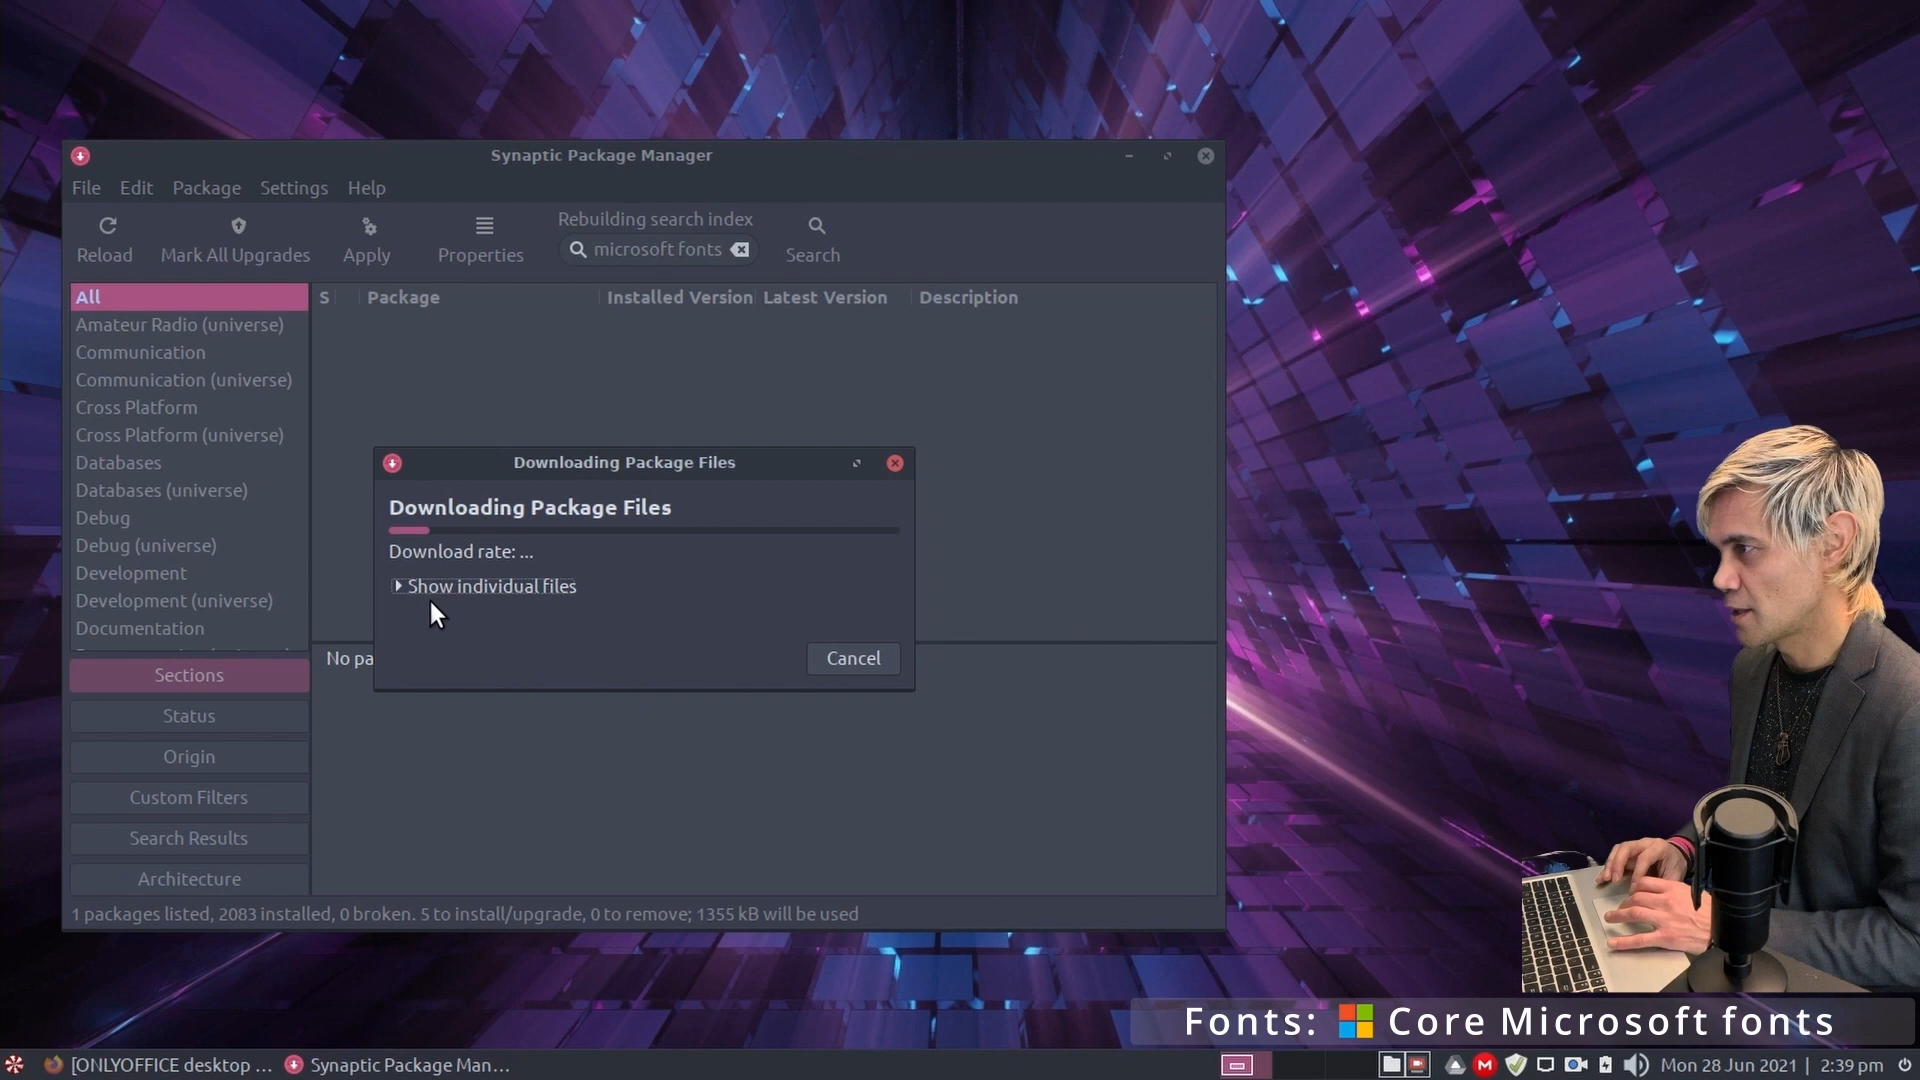 Synaptic Package Manager
File Edit Package Settings Help
Rebuilding search index
microsoft fonts
Reload Mark All Upgrades Apply Properties Search
All
Amateur Radio (universe)
Communication
Communication (universe)
Cross Platform
Cross Platform (universe)
Databases
Databases (universe)
Debug
Debug (universe)
Development
Development (universe)
Documentation
Sections
Status
Origin
Custom Filters
Search Results
Architecture
S Package Installed Version Latest Version Description
Downloading Package Files
Downloading Package Files
Download rate: ...
Show individual files
Cancel
No pa
1 packages listed, 2083 installed, 0 broken. 5 to install/upgrade, 0 to remove; 1355 kB will be used
Fonts: Core Microsoft fonts
[ONLYOFFICE desktop ... Synaptic Package Man... Mon 28 Jun 2021 | 2:39 pm